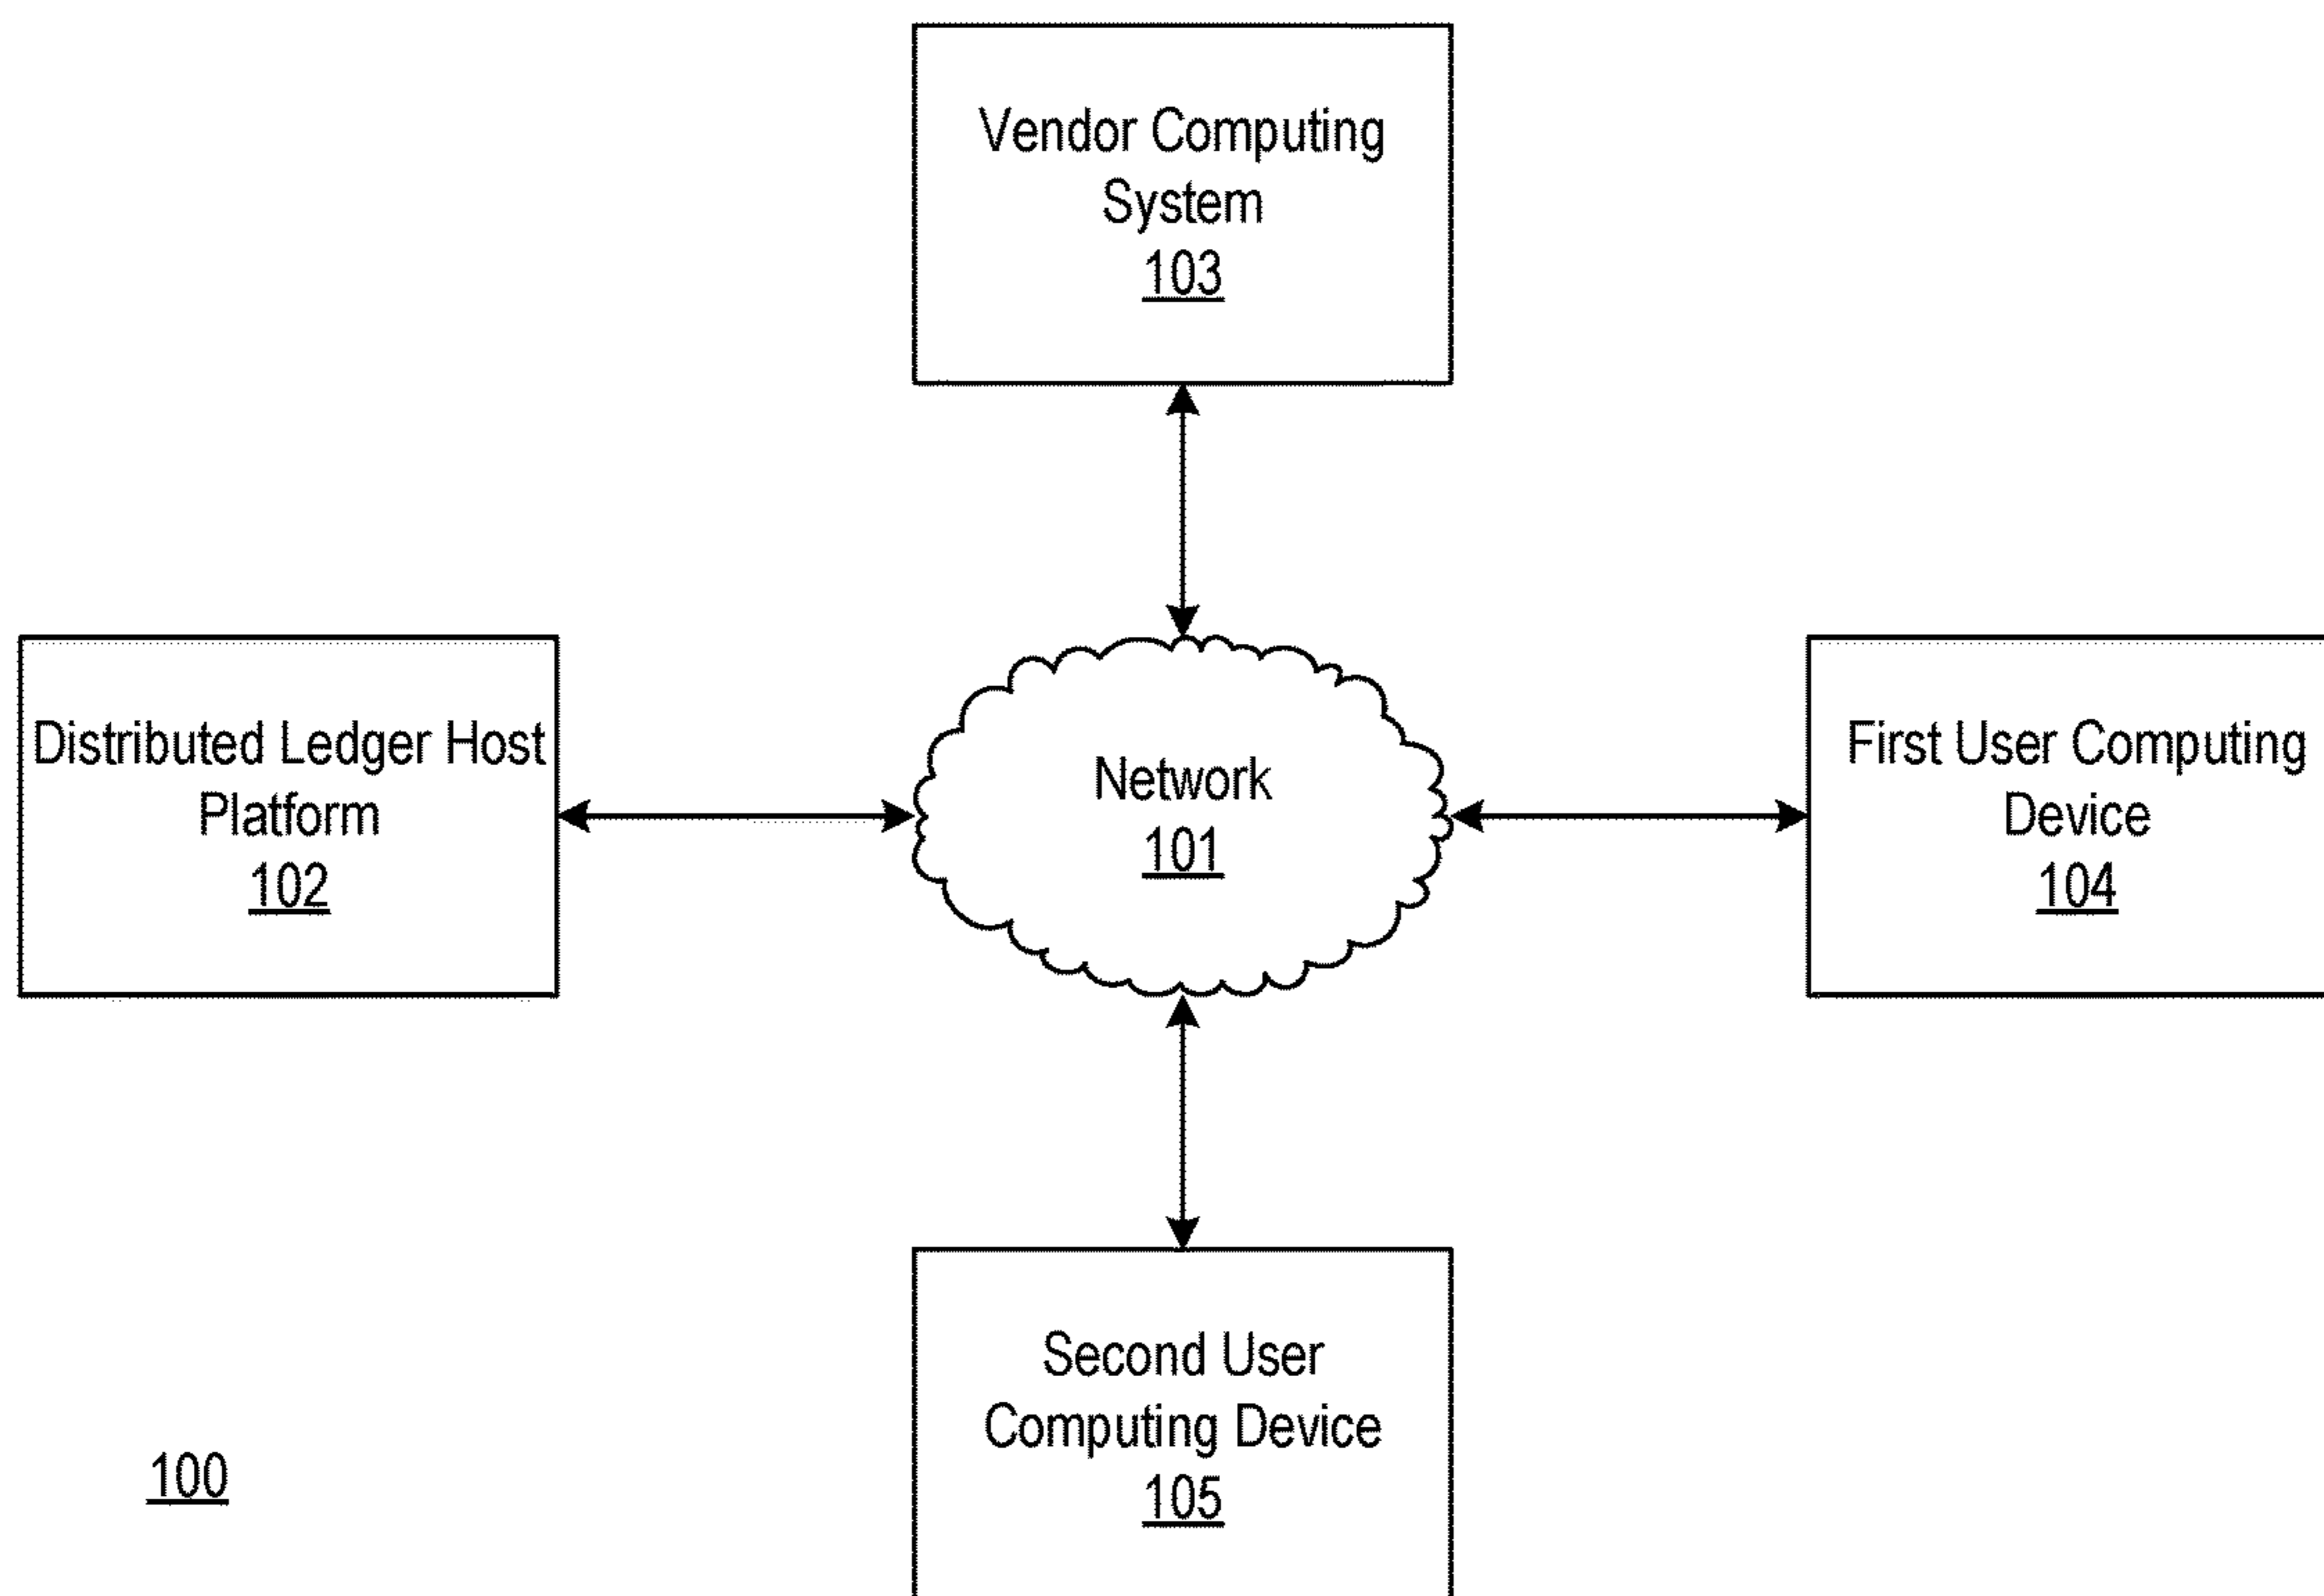 Vendor Computing
System
103
Distributed Ledger Host
Platform
102
Network
101
First User Computing
Device
104
Second User
Computing Device
105
100